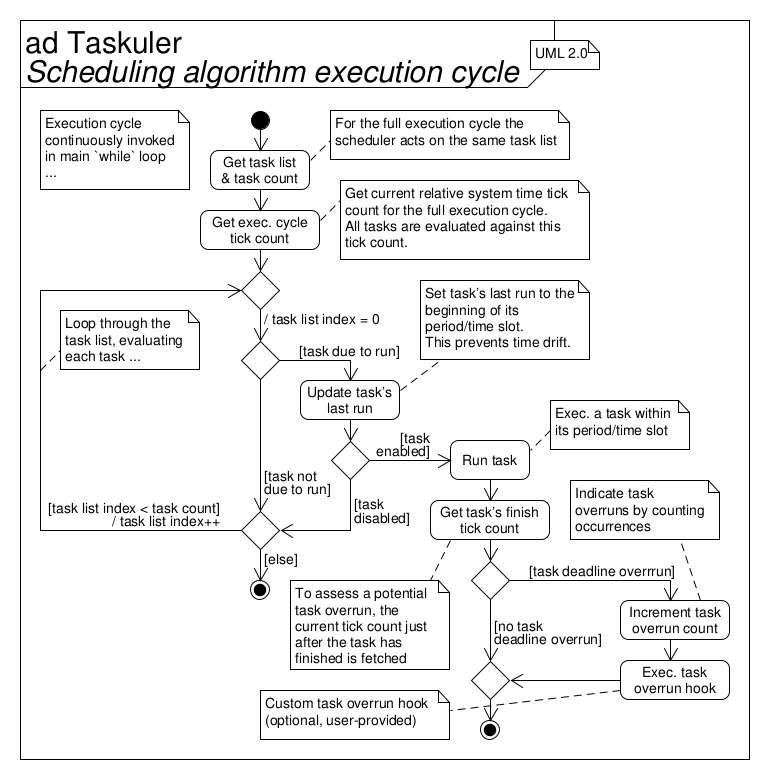 ad Taskuler
Scheduling algorithm execution cycle
UML 2.0
Execution cycle
continuously invoked
in main `while` loop
...
For the full execution cycle the
scheduler acts on the same task list
Get task list
& task count
Get current relative system time tick
count for the full execution cycle.
All tasks are evaluated against this
tick count.
Get exec. cycle
tick count
Set task's last run to the
beginning of its
period/time slot.
This prevents time drift.
/ task list index = 0
Loop through the
task list, evaluating
each task ...
[task due to run]
Update task's
last run
Exec. a task within
its period/time slot
[task
enabled]
Run task
[task not
due to run]
[task
disabled]
Get task's finish
tick count
Indicate task
overruns by counting
occurrences
[task list index < task count]
/ task list index++
[else]
To assess a potential
task overrun, the
current tick count just
after the task has
finished is fetched
[task deadline overrrun]
Increment task
overrun count
[no task
deadline overrun]
Exec. task
overrun hook
Custom task overrun hook
(optional, user-provided)